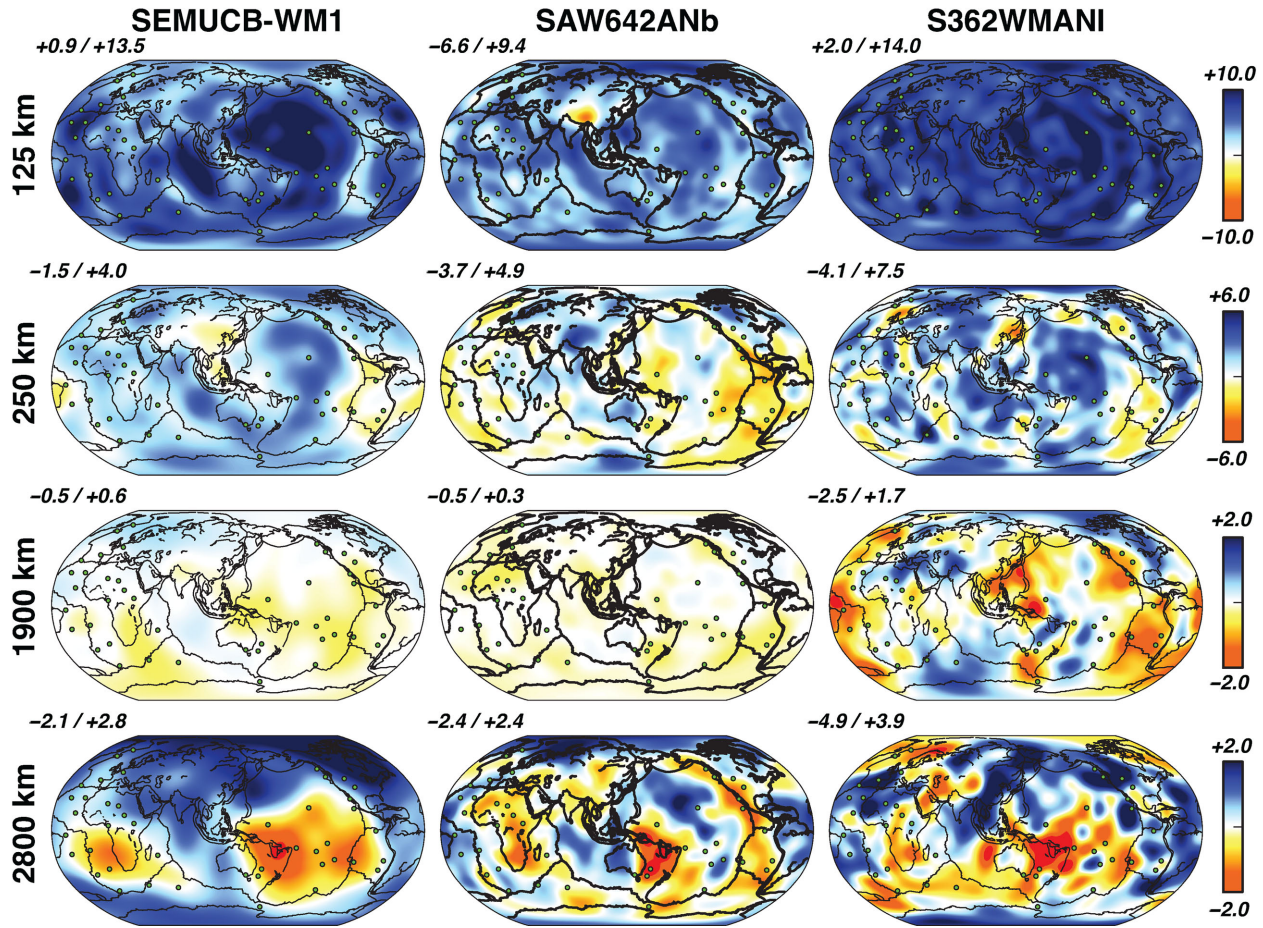 SEMUCB-WM1 SAW642ANb S362WMANI
+0.9 / +13.5 −6.6 / +9.4 +2.0 / +14.0
125 km
+10.0
−10.0
−1.5 / +4.0 −3.7 / +4.9 −4.1 / +7.5
250 km
+6.0
−6.0
−0.5 / +0.6 −0.5 / +0.3 −2.5 / +1.7
1900 km
+2.0
−2.0
−2.1 / +2.8 −2.4 / +2.4 −4.9 / +3.9
2800 km
+2.0
−2.0